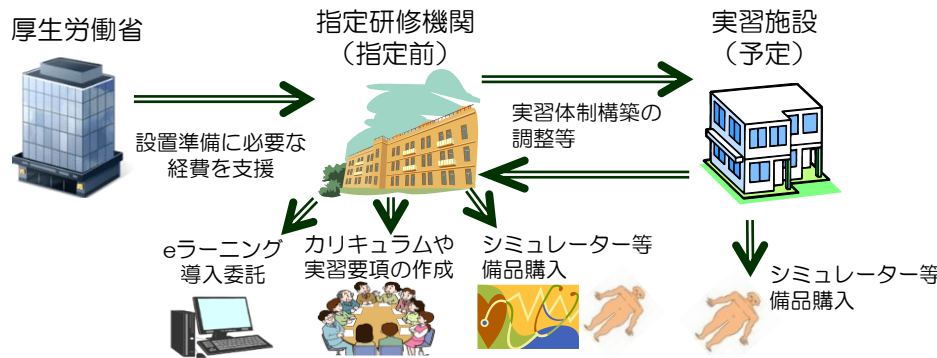 厚生労働省
指定研修機関
（指定前）
実習施設
（予定）
設置準備に必要な
経費を支援
実習体制構築の
調整等
eラーニング
導入委託
カリキュラムや
実習要項の作成
シミュレーター等
備品購入
シミュレーター等
備品購入